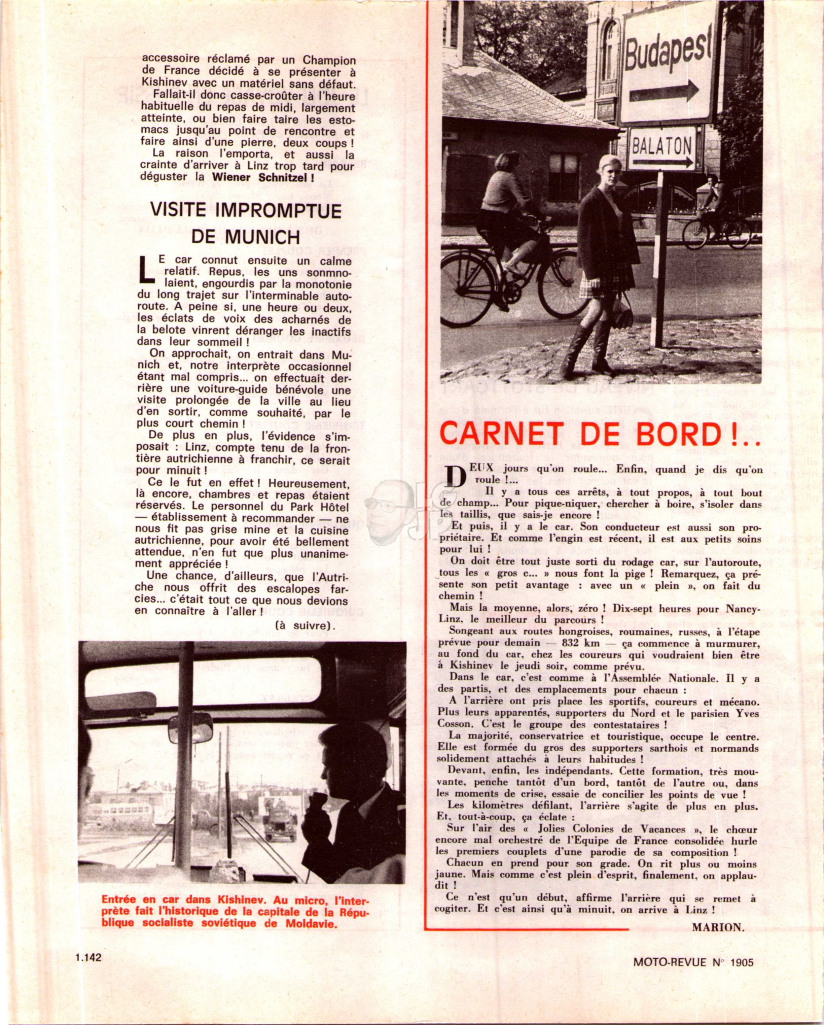 accessoire réclamé par un Champion
de France décidé à se présenter à
Kishinev avec un matériel sans défaut.
Fallait-il donc casse-croûter à l'heure
habituelle du repas de midi, largement
atteinte, ou bien faire taire les esto-
macs jusqu'au point de rencontre et
faire ainsi d'une pierre, deux coups !
La raison l'emporta, et aussi la
crainte d'arriver à Linz trop tard pour
déguster la Wiener Schnitzel !
VISITE IMPROMPTUE
DE MUNICH
LE car connut ensuite un calme
relatif. Repus, les uns sonmno-
laient, engourdis par la monotonie
du long trajet sur l'interminable auto-
route. A peine si, une heure ou deux,
les éclats de voix des acharnés de
la belote vinrent déranger les inactifs
dans leur sommeil !
On approchait, on entrait dans Mu-
nich et, notre interprète occasionnel
étant mal compris... on effectuait der-
rière une voiture-guide bénévole une
visite prolongée de la ville au lieu
d'en sortir, comme souhaité, par le
plus court chemin !
De plus en plus, l'évidence s'im-
posait : Linz, compte tenu de la fron-
tière autrichienne à franchir, ce serait
pour minuit !
Ce le fut en effet ! Heureusement,
là encore, chambres et repas étaient
réservés. Le personnel du Park Hôtel
— établissement à recommander — ne
nous fit pas grise mine et la cuisine
autrichienne, pour avoir été bellement
attendue, n'en fut que plus unanime-
ment appréciée !
Une chance, d'ailleurs, que l'Autri-
che nous offrit des escalopes far-
cies... c'était tout ce que nous devions
en connaître à l'aller !
(à suivre).
Entrée en car dans Kishinev. Au micro, l'inter-
prète fait l'historique de la capitale de la Répu-
blique socialiste soviétique de Moldavie.
Budapest
BALATON
CARNET DE BORD !..
DEUX jours qu'on roule... Enfin, quand je dis qu'on
roule !...
Il y a tous ces arrêts, à tout propos, à tout bout
de champ... Pour pique-niquer, chercher à boire, s'isoler dans
les taillis, que sais-je encore !
Et puis, il y a le car. Son conducteur est aussi son pro-
priétaire. Et comme l'engin est récent, il est aux petits soins
pour lui !
On doit être tout juste sorti du rodage car, sur l'autoroute,
tous les « gros c... » nous font la pige ! Remarquez, ça pré-
sente son petit avantage : avec un « plein », on fait du
chemin !
Mais la moyenne, alors, zéro ! Dix-sept heures pour Nancy-
Linz, le meilleur du parcours !
Songeant aux routes hongroises, roumaines, russes, à l'étape
prévue pour demain — 832 km — ça commence à murmurer,
au fond du car, chez les coureurs qui voudraient bien être
à Kishinev le jeudi soir, comme prévu.
Dans le car, c'est comme à l'Assemblée Nationale. Il y a
des partis, et des emplacements pour chacun :
A l'arrière ont pris place les sportifs, coureurs et mécano.
Plus leurs apparentés, supporters du Nord et le parisien Yves
Cosson. C'est le groupe des contestataires !
La majorité, conservatrice et touristique, occupe le centre.
Elle est formée du gros des supporters sarthois et normands
solidement attachés à leurs habitudes !
Devant, enfin, les indépendants. Cette formation, très mou-
vante, penche tantôt d'un bord, tantôt de l'autre ou, dans
les moments de crise, essaie de concilier les points de vue !
Les kilomètres défilant, l'arrière s'agite de plus en plus.
Et, tout-à-coup, ça éclate :
Sur l'air des « Jolies Colonies de Vacances », le chœur
encore mal orchestré de l'Equipe de France consolidée hurle
les premiers couplets d'une parodie de sa composition !
Chacun en prend pour son grade. On rit plus ou moins
jaune. Mais comme c'est plein d'esprit, finalement, on applau-
dit !
Ce n'est qu'un début, affirme l'arrière qui se remet à
cogiter. Et c'est ainsi qu'à minuit, on arrive à Linz !
MARION.
1.142
MOTO-REVUE N° 1905